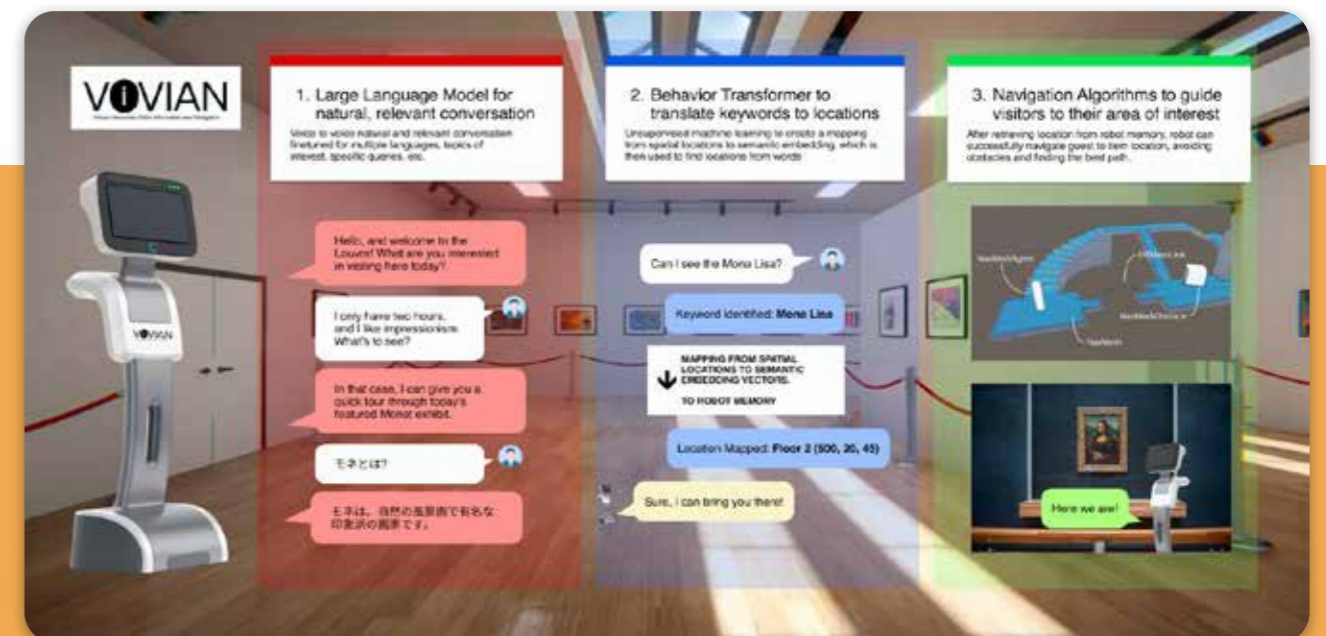 VOVIAN
1. Large Language Model for
natural, relevant conversation
Voice to voice natural and relevant conversation
finetuned for multiple languages, topics of
interest, specific queries, etc.
Hello, and welcome to the
Louvre! What are you interested
in visiting here today?
I only have two hours,
and I like impressionism.
What's to see?
In that case, I can give you a
quick tour through today's
featured Monet exhibit.
モネとは?
モネは、自然の風景画で有名な
印象派の画家です。
2. Behavior Transformer to
translate keywords to locations
Unsupervised machine learning to create a mapping
from spatial locations to semantic embedding, which is
then used to find locations from words
Can I see the Mona Lisa?
Keyword Identified: Mona Lisa
MAPPING FROM SPATIAL
LOCATIONS TO SEMANTIC
EMBEDDING VECTORS.
TO ROBOT MEMORY
Location Mapped: Floor 2 (500, 20, 45)
Sure, I can bring you there!
3. Navigation Algorithms to guide
visitors to their area of interest
After retrieving location from robot memory, robot can
successfully navigate guest to item location, avoiding
obstacles and finding the best path.
NavMeshAgent
NavMesh
Here we are!
VOVIAN